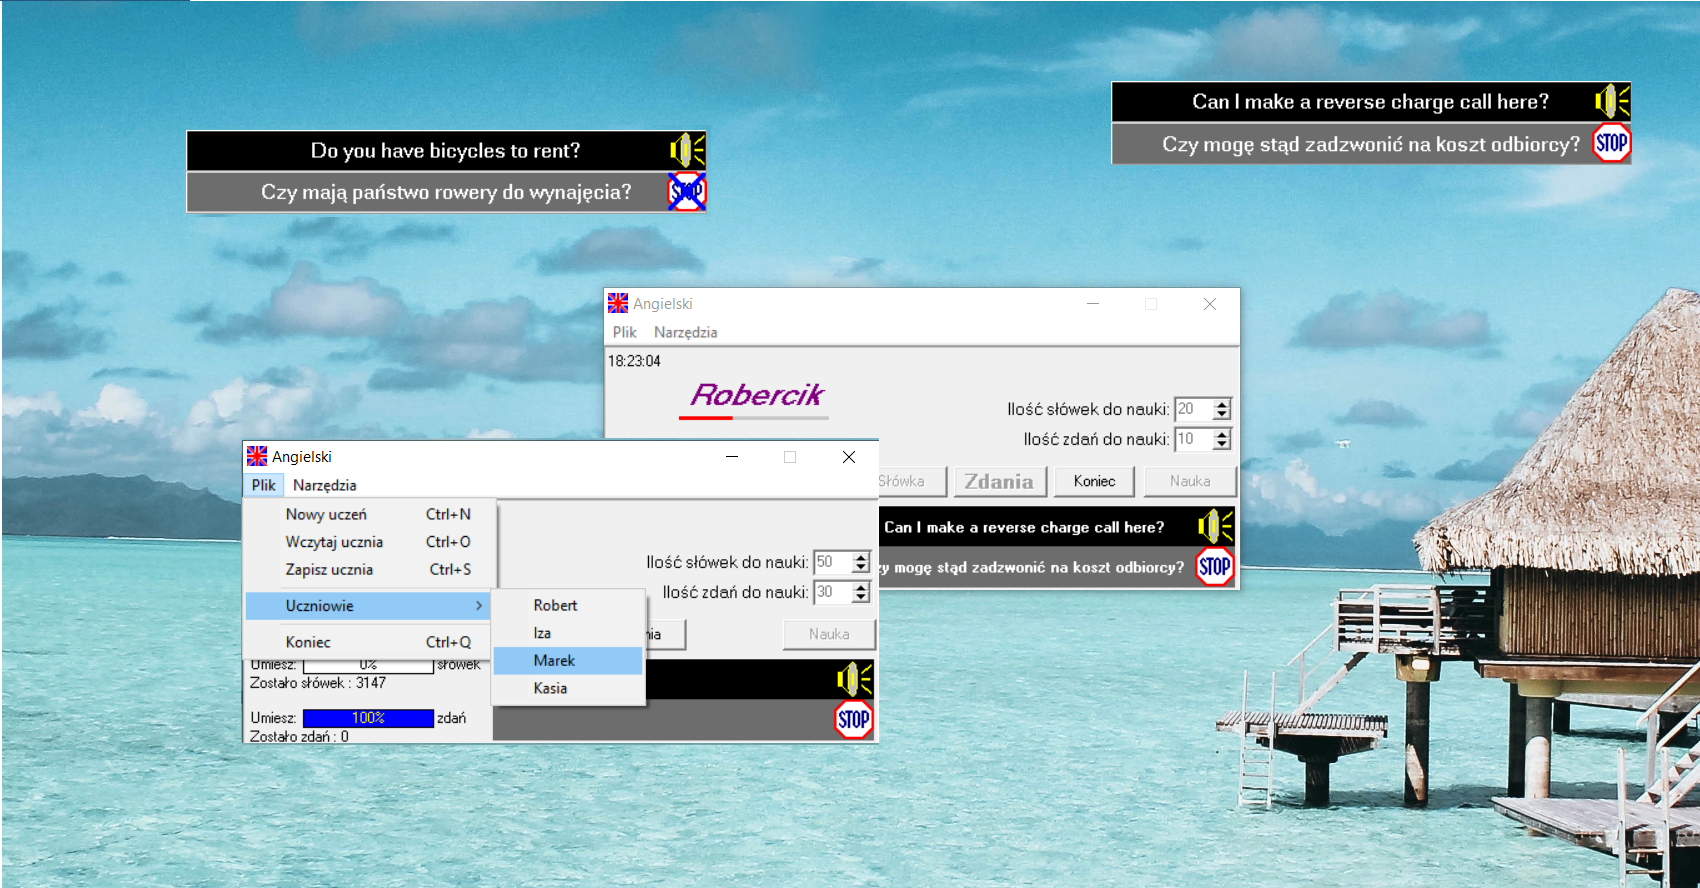 Can I make a reverse charge call here?
Czy mogę stąd zadzwonić na koszt odbiorcy?
STOP
Do you have bicycles to rent?
Czy mają państwo rowery do wynajęcia?
STOP
Angielski
Plik Narzędzia
18:23:04
Robercik
Ilość słówek do nauki: 20
Ilość zdań do nauki: 10
Słówka Zdania Koniec Nauka
Can I make a reverse charge call here?
mogę stąd zadzwonić na koszt odbiorcy?
STOP
Angielski
Plik Narzędzia
Nowy uczeń Ctrl+N
Wczytaj ucznia Ctrl+O
Zapisz ucznia Ctrl+S
Uczniowie
Koniec Ctrl+Q
Robert
Iza
Marek
Kasia
Ilość słówek do nauki: 50
Ilość zdań do nauki: 30
Nauka
Umiesz: 0% słówek
Zostało słówek : 3147
Umiesz: 100% zdań
Zostało zdań : 0
STOP